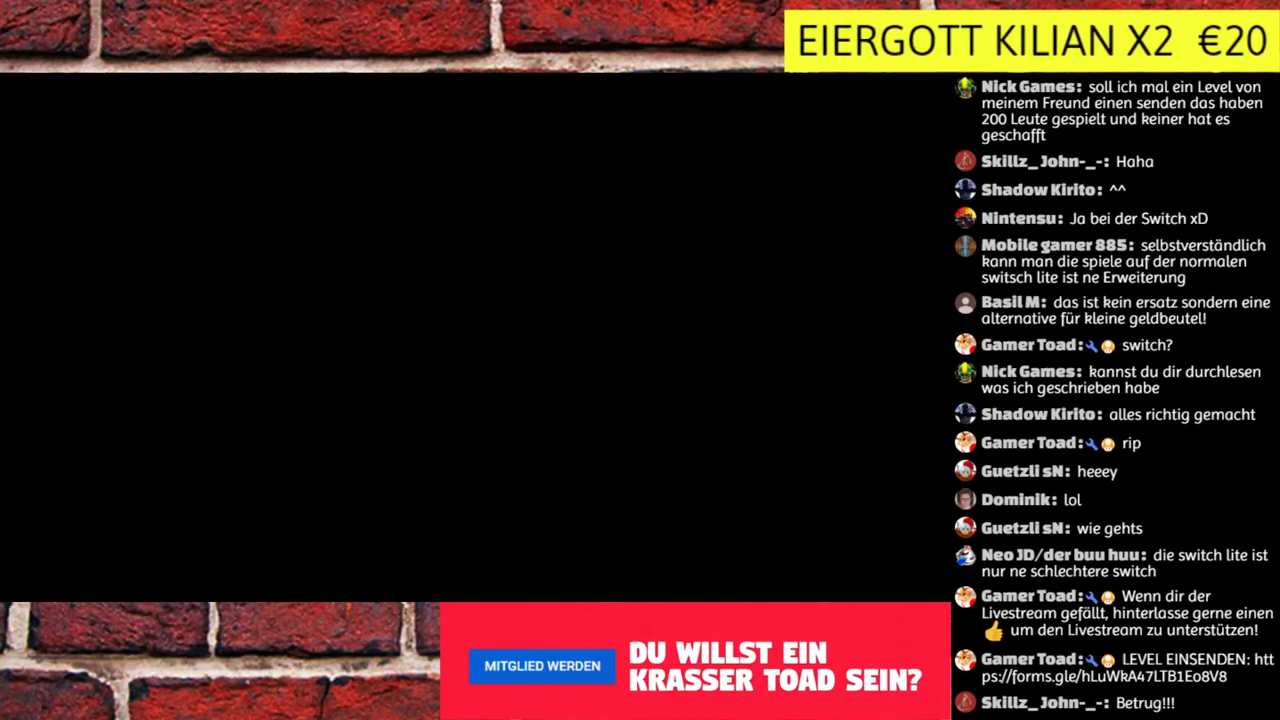 EIERGOTT KILIAN X2 €20
Nick Games: soll ich mal ein Level von
meinem Freund einen senden das haben
200 Leute gespielt und keiner hat es
geschafft
Skillz_John-_-: Haha
Shadow Kirito: ^^
Nintensu: Ja bei der Switch xD
Mobile gamer 885: selbstverständlich
kann man die spiele auf der normalen
switsch lite ist ne Erweiterung
Basil M: das ist kein ersatz sondern eine
alternative für kleine geldbeutel!
Gamer Toad: switch?
Nick Games: kannst du dir durchlesen
was ich geschrieben habe
Shadow Kirito: alles richtig gemacht
Gamer Toad: rip
Guetzli sN: heeey
Dominik: lol
Guetzli sN: wie gehts
Neo JD/der buu huu: die switch lite ist
nur ne schlechtere switch
Gamer Toad: Wenn dir der
Livestream gefällt, hinterlasse gerne einen
👍 um den Livestream zu unterstützen!
Gamer Toad: LEVEL EINSENDEN: htt
ps://forms.gle/hLuWkA47LTB1Eo8V8
Skillz_John-_-: Betrug!!!
MITGLIED WERDEN
DU WILLST EIN
KRASSER TOAD SEIN?